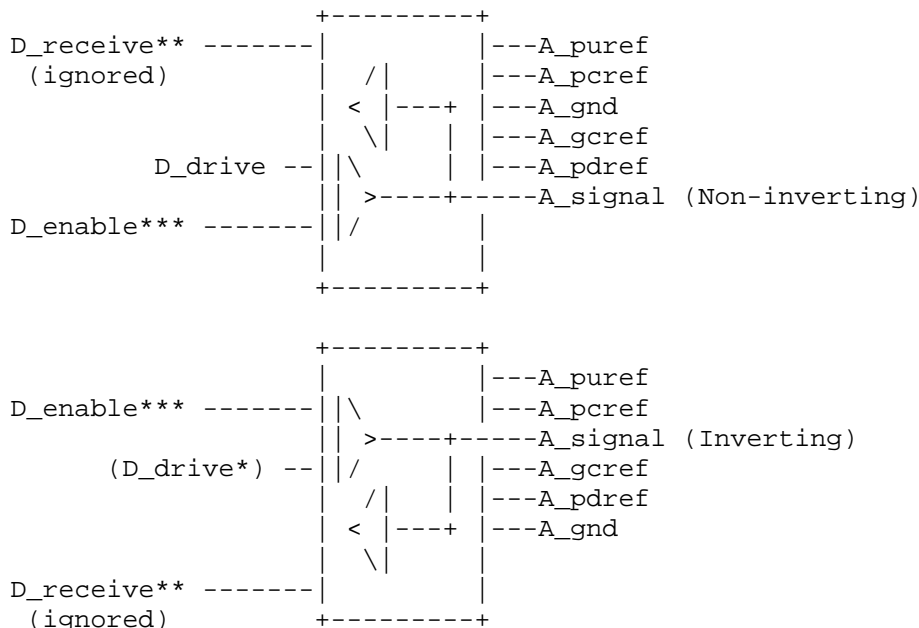 D_receive**
---A_puref
(ignored)
---A_pcref
---A_gnd
---A_gcref
D_drive
---A_pdref
A_signal (Non-inverting)
D_enable***
---A_puref
D_enable***
---A_pcref
A_signal (Inverting)
(D_drive*)
---A_gcref
---A_pdref
---A_gnd
D_receive**
(ignored)